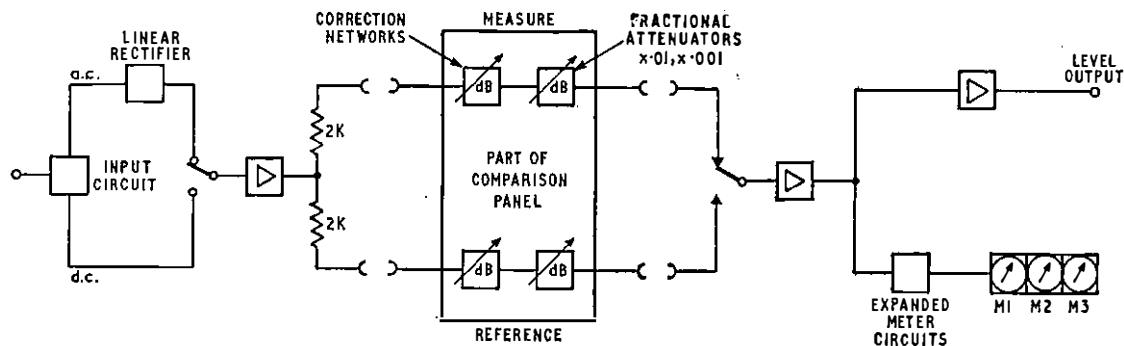 LINEAR
RECTIFIER
a.c.
INPUT
CIRCUIT
d.c.
2K
2K
CORRECTION
NETWORKS
MEASURE
FRACTIONAL
ATTENUATORS
x·01, x·001
dB
dB
PART OF
COMPARISON
PANEL
dB
dB
REFERENCE
LEVEL
OUTPUT
EXPANDED
METER
CIRCUITS
M1 M2 M3